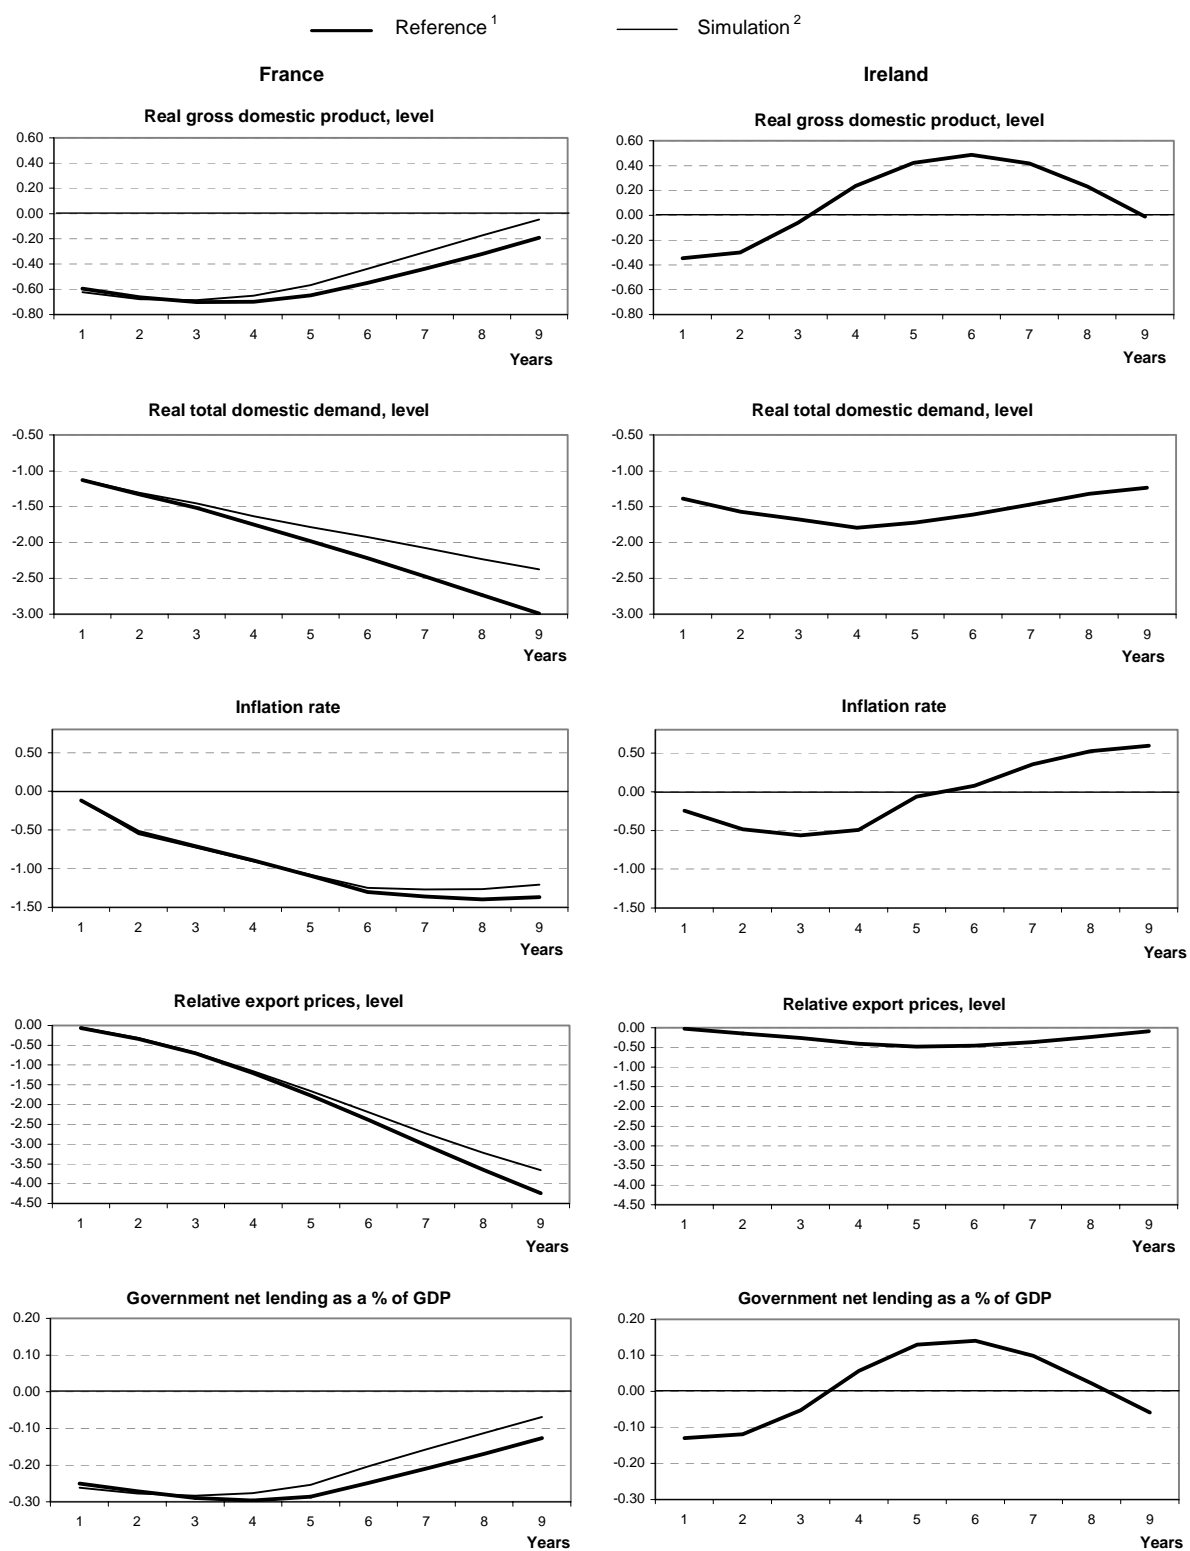 Reference 1 Simulation 2
France Ireland
Real gross domestic product, level
0.60
0.40
0.20
0.00
-0.20
-0.40
-0.60
-0.80
1 2 3 4 5 6 7 8 9
Years
Real gross domestic product, level
0.60
0.40
0.20
0.00
-0.20
-0.40
-0.60
-0.80
1 2 3 4 5 6 7 8 9
Years
Real total domestic demand, level
-0.50
-1.00
-1.50
-2.00
-2.50
-3.00
1 2 3 4 5 6 7 8 9
Years
Real total domestic demand, level
-0.50
-1.00
-1.50
-2.00
-2.50
-3.00
1 2 3 4 5 6 7 8 9
Years
Inflation rate
0.50
0.00
-0.50
-1.00
-1.50
1 2 3 4 5 6 7 8 9
Years
Inflation rate
0.50
0.00
-0.50
-1.00
-1.50
1 2 3 4 5 6 7 8 9
Years
Relative export prices, level
0.00
-0.50
-1.00
-1.50
-2.00
-2.50
-3.00
-3.50
-4.00
-4.50
1 2 3 4 5 6 7 8 9
Years
Relative export prices, level
0.00
-0.50
-1.00
-1.50
-2.00
-2.50
-3.00
-3.50
-4.00
-4.50
1 2 3 4 5 6 7 8 9
Years
Government net lending as a % of GDP
0.20
0.10
0.00
-0.10
-0.20
-0.30
1 2 3 4 5 6 7 8 9
Years
Government net lending as a % of GDP
0.20
0.10
0.00
-0.10
-0.20
-0.30
1 2 3 4 5 6 7 8 9
Years